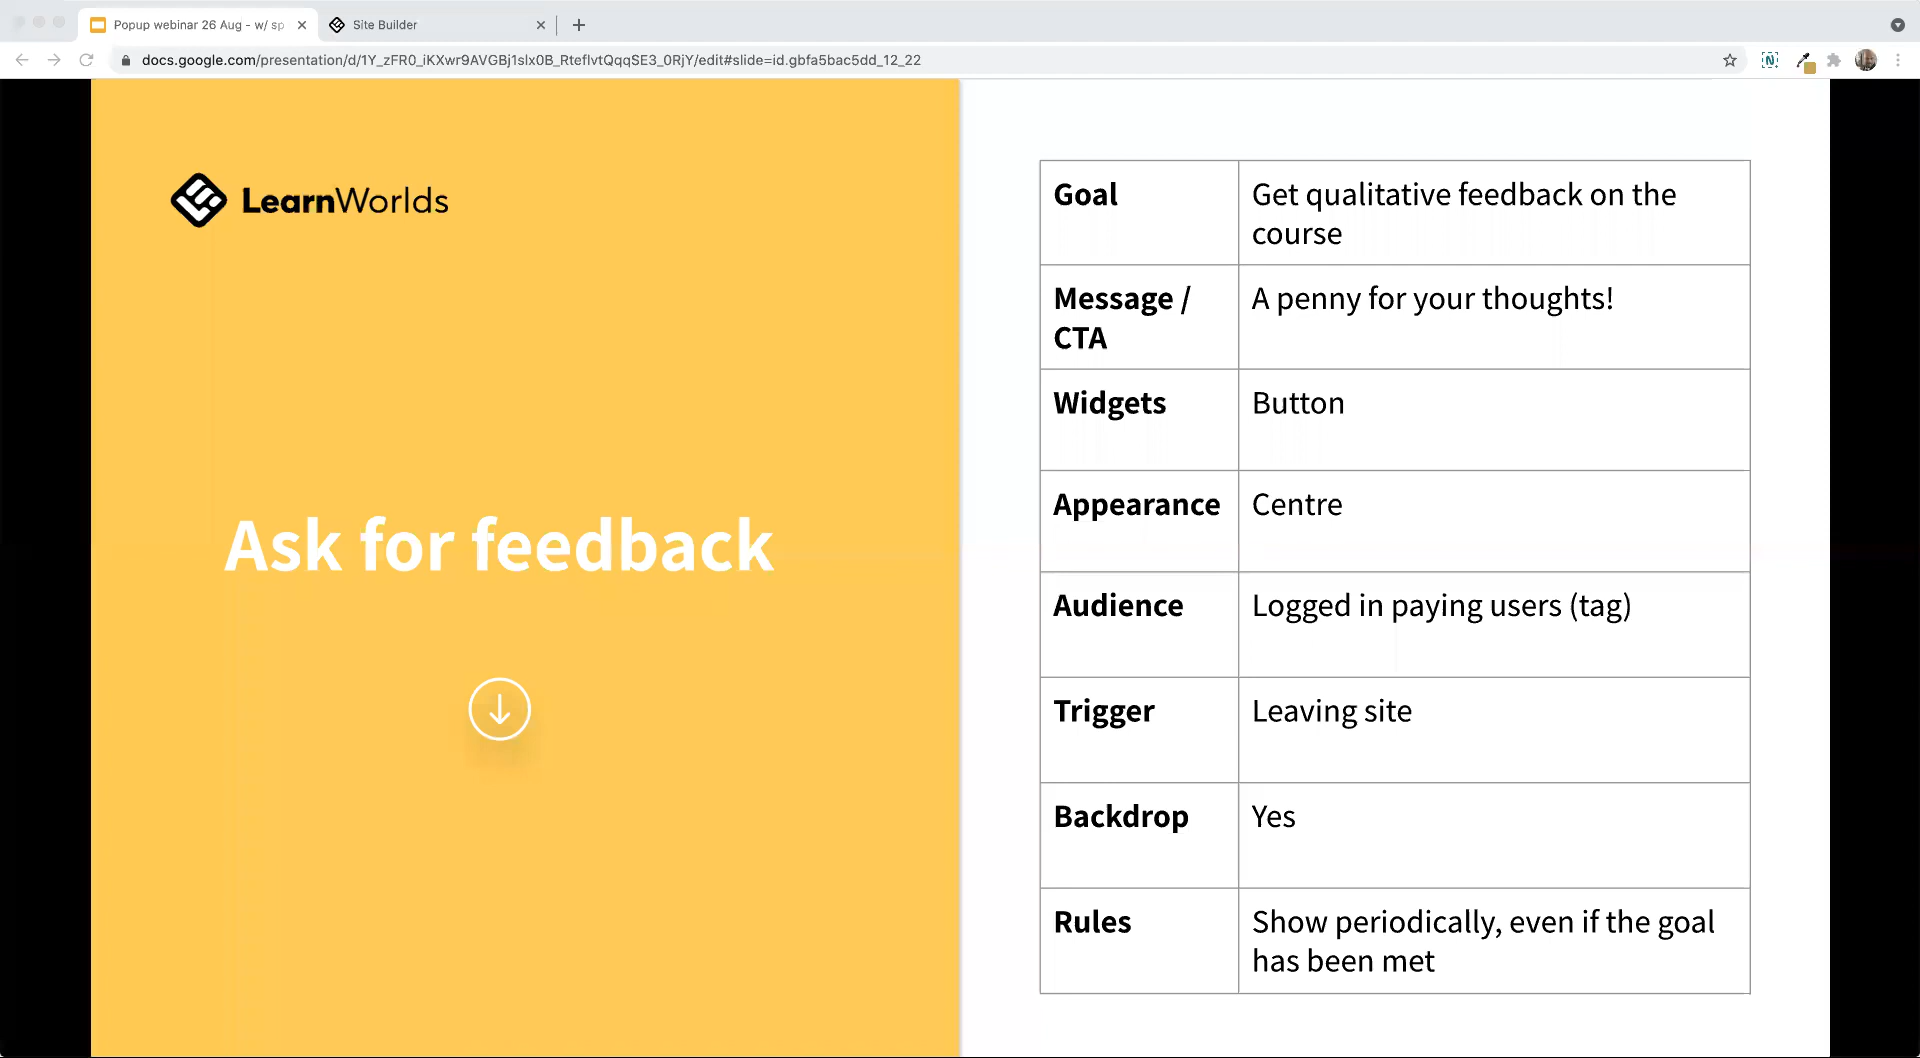 Popup webinar 26 Aug - w/ sp
Site Builder
docs.google.com/presentation/d/1Y_zFR0_iKXwr9AVGBj1slx0B_RteflvtQqqSE3_0RjY/edit#slide=id.gbfa5bac5dd_12_22
LearnWorlds
Ask for feedback
Goal
Get qualitative feedback on the
course
Message /
CTA
A penny for your thoughts!
Widgets
Button
Appearance
Centre
Audience
Logged in paying users (tag)
Trigger
Leaving site
Backdrop
Yes
Rules
Show periodically, even if the goal
has been met